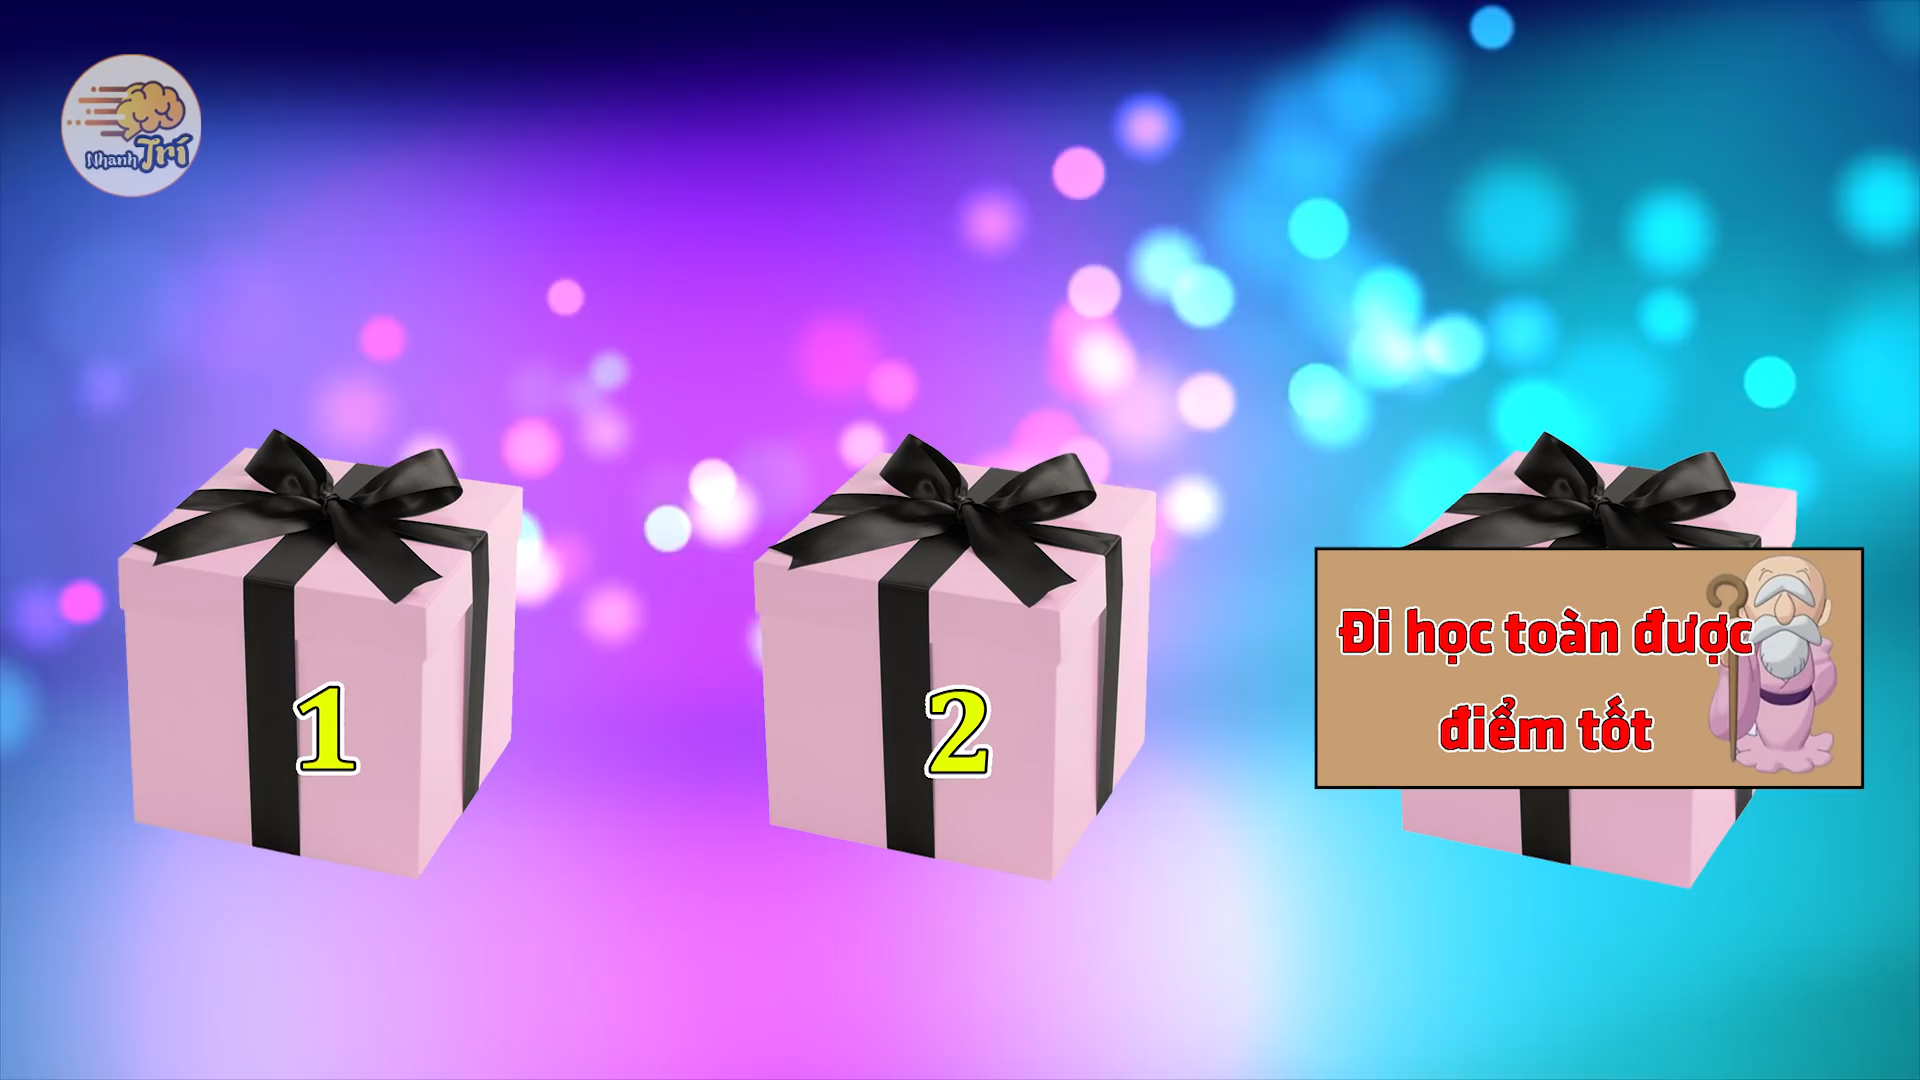 Nhanh Trí
1
2
Đi học toàn được
điểm tốt